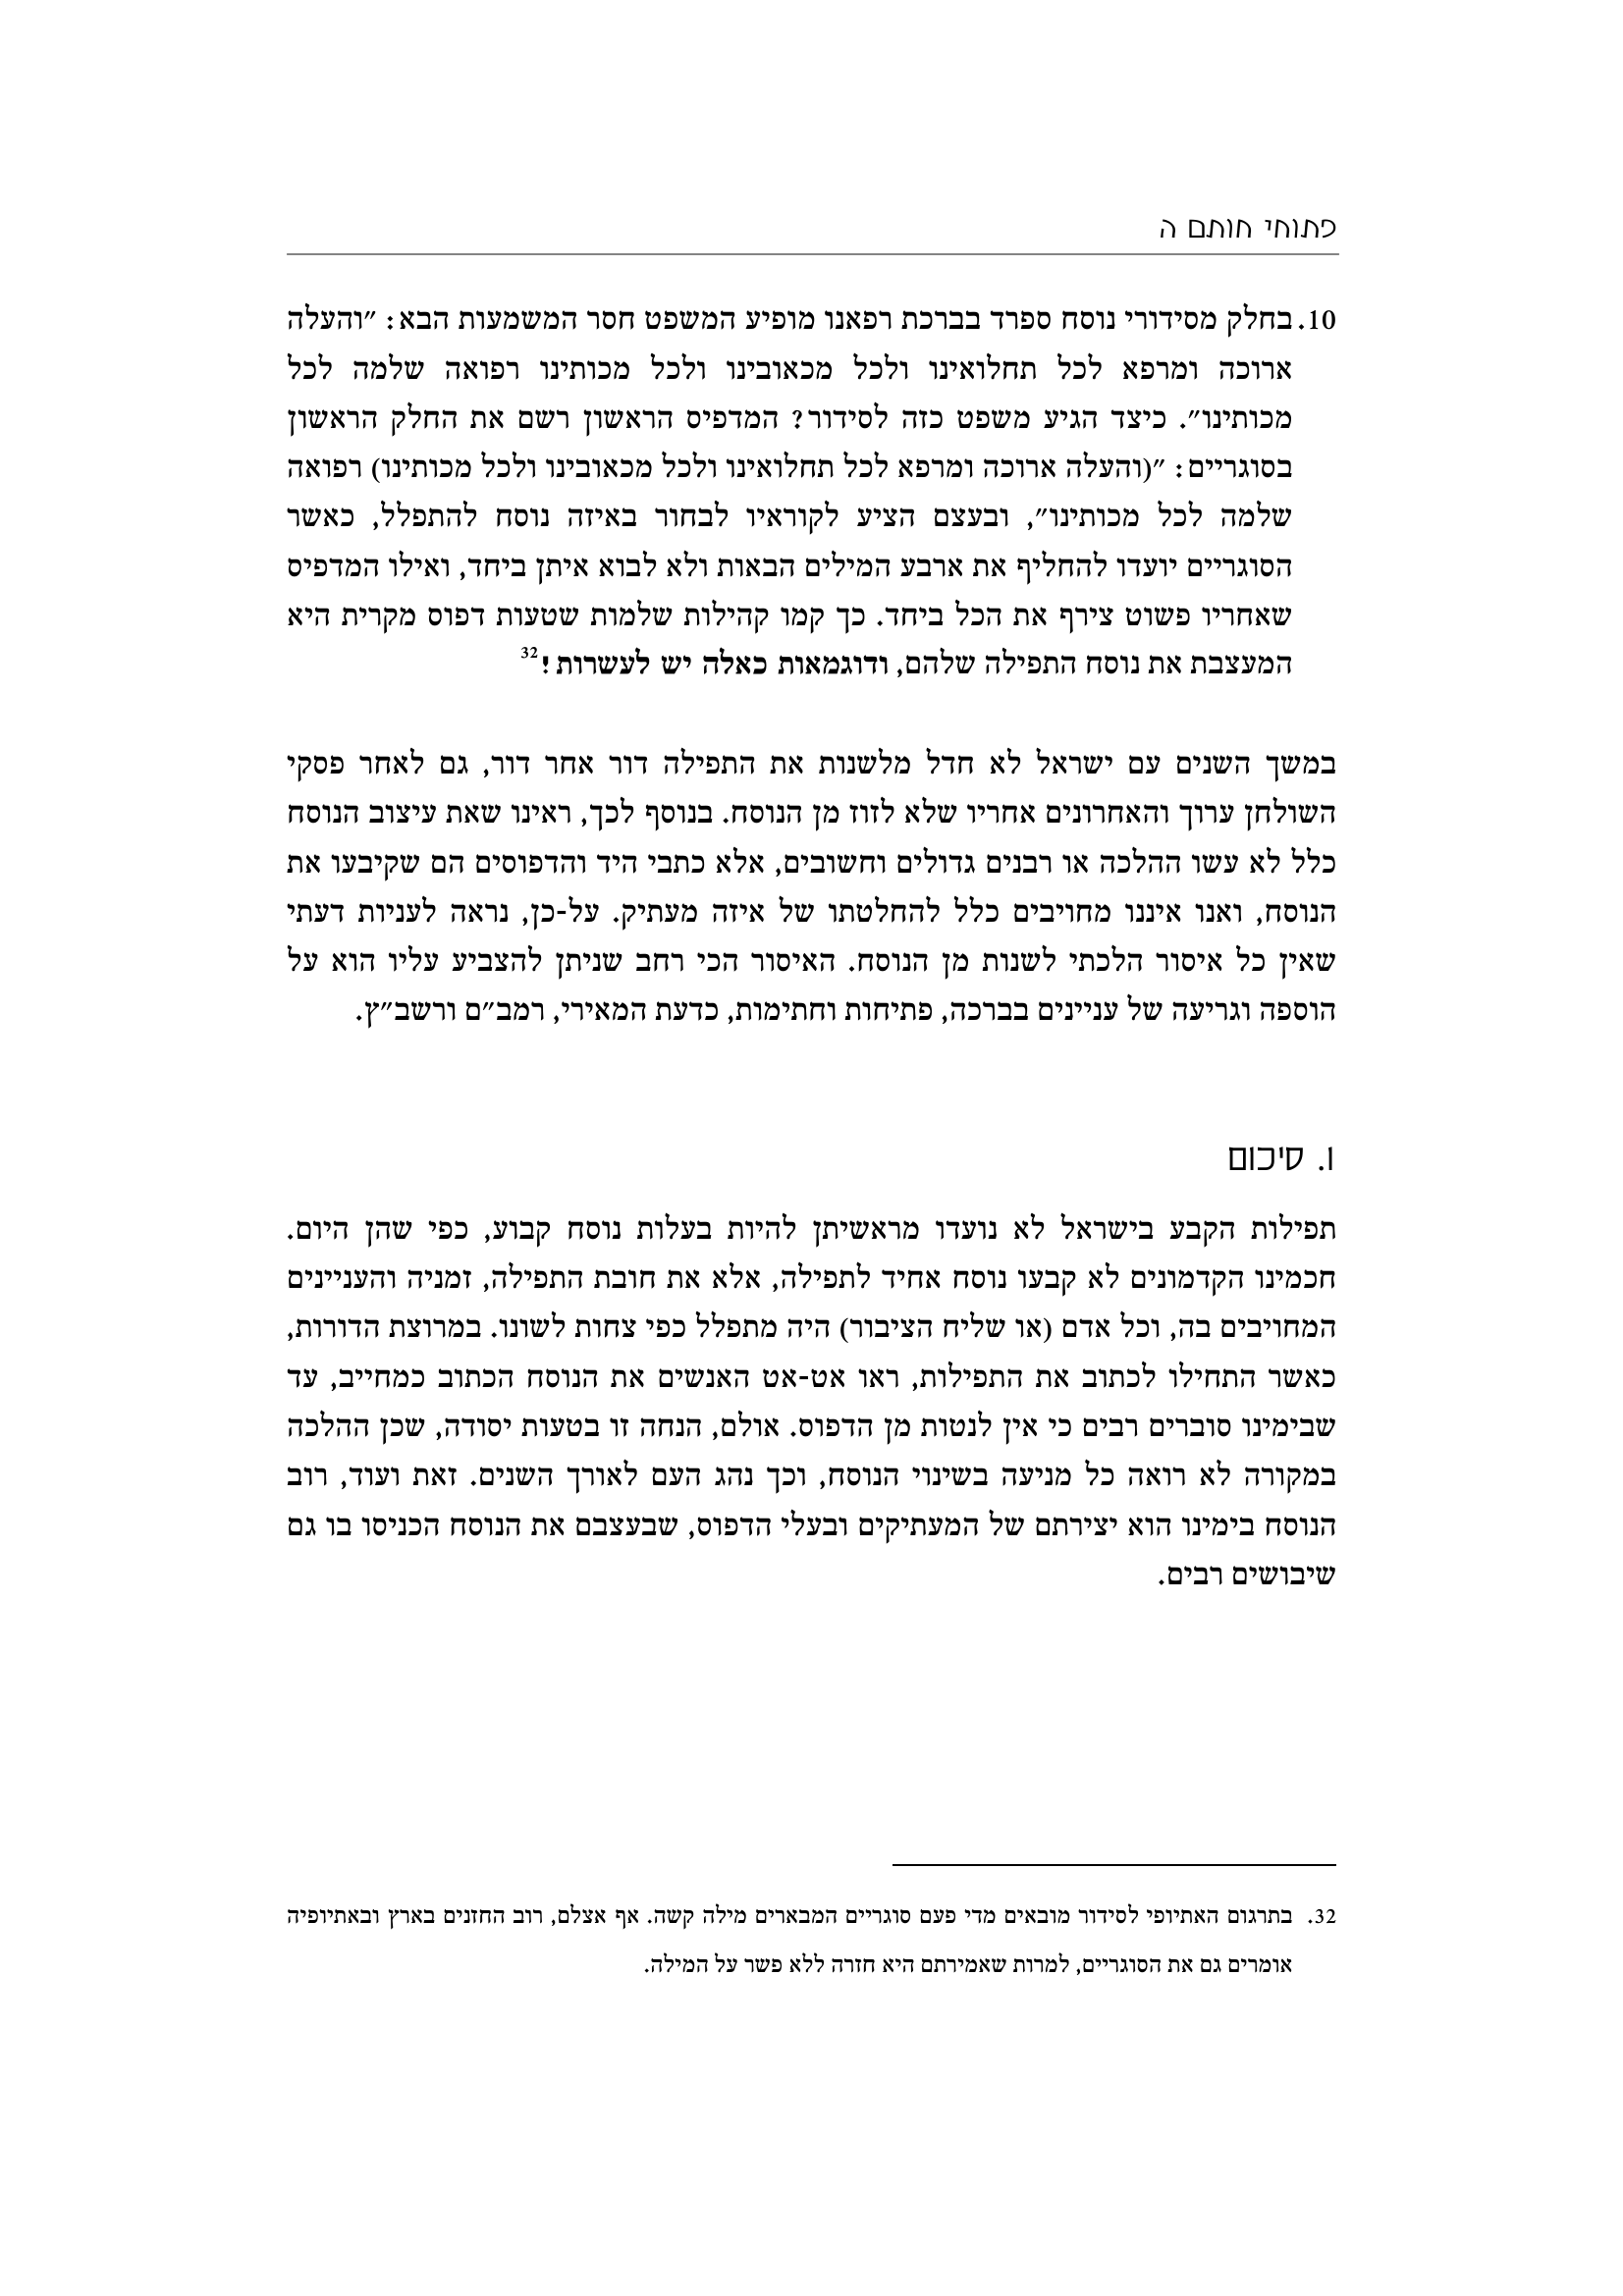 פתוחי חותם ה
10. בחלק מסידורי נוסח ספרד בברכת רפאנו מופיע המשפט חסר המשמעות הבא: "והעלה
ארוכה ומרפא לכל תחלואינו ולכל מכאובינו ולכל מכותינו רפואה שלמה לכל
מכותינו". כיצד הגיע משפט כזה לסידור? המדפיס הראשון רשם את החלק הראשון
בסוגריים: "(והעלה ארוכה ומרפא לכל תחלואינו ולכל מכאובינו ולכל מכותינו) רפואה
שלמה לכל מכותינו", ובעצם הציע לקוראיו לבחור באיזה נוסח להתפלל, כאשר
הסוגריים יועדו להחליף את ארבע המילים הבאות ולא לבוא איתן ביחד, ואילו המדפיס
שאחריו פשוט צירף את הכל ביחד. כך קמו קהילות שלמות שטעות דפוס מקרית היא
המעצבת את נוסח התפילה שלהם, ודוגמאות כאלה יש לעשרות!32
במשך השנים עם ישראל לא חדל מלשנות את התפילה דור אחר דור, גם לאחר פסקי
השולחן ערוך והאחרונים אחריו שלא לזוז מן הנוסח. בנוסף לכך, ראינו שאת עיצוב הנוסח
כלל לא עשו ההלכה או רבנים גדולים וחשובים, אלא כתבי היד והדפוסים הם שקיבעו את
הנוסח, ואנו איננו מחויבים כלל להחלטתו של איזה מעתיק. על-כן, נראה לעניות דעתי
שאין כל איסור הלכתי לשנות מן הנוסח. האיסור הכי רחב שניתן להצביע עליו הוא על
הוספה וגריעה של עניינים בברכה, פתיחות וחתימות, כדעת המאירי, רמב"ם ורשב"ץ.
ו. סיכום
תפילות הקבע בישראל לא נועדו מראשיתן להיות בעלות נוסח קבוע, כפי שהן היום.
חכמינו הקדמונים לא קבעו נוסח אחיד לתפילה, אלא את חובת התפילה, זמניה והעניינים
המחויבים בה, וכל אדם (או שליח הציבור) היה מתפלל כפי צחות לשונו. במרוצת הדורות,
כאשר התחילו לכתוב את התפילות, ראו אט-אט האנשים את הנוסח הכתוב כמחייב, עד
שבימינו סוברים רבים כי אין לנטות מן הדפוס. אולם, הנחה זו בטעות יסודה, שכן ההלכה
במקורה לא רואה כל מניעה בשינוי הנוסח, וכך נהג העם לאורך השנים. זאת ועוד, רוב
הנוסח בימינו הוא יצירתם של המעתיקים ובעלי הדפוס, שבעצבם את הנוסח הכניסו בו גם
שיבושים רבים.
32. בתרגום האתיופי לסידור מובאים מדי פעם סוגריים המבארים מילה קשה. אף אצלם, רוב החזנים בארץ ובאתיופיה
אומרים גם את הסוגריים, למרות שאמירתם היא חזרה ללא פשר על המילה.